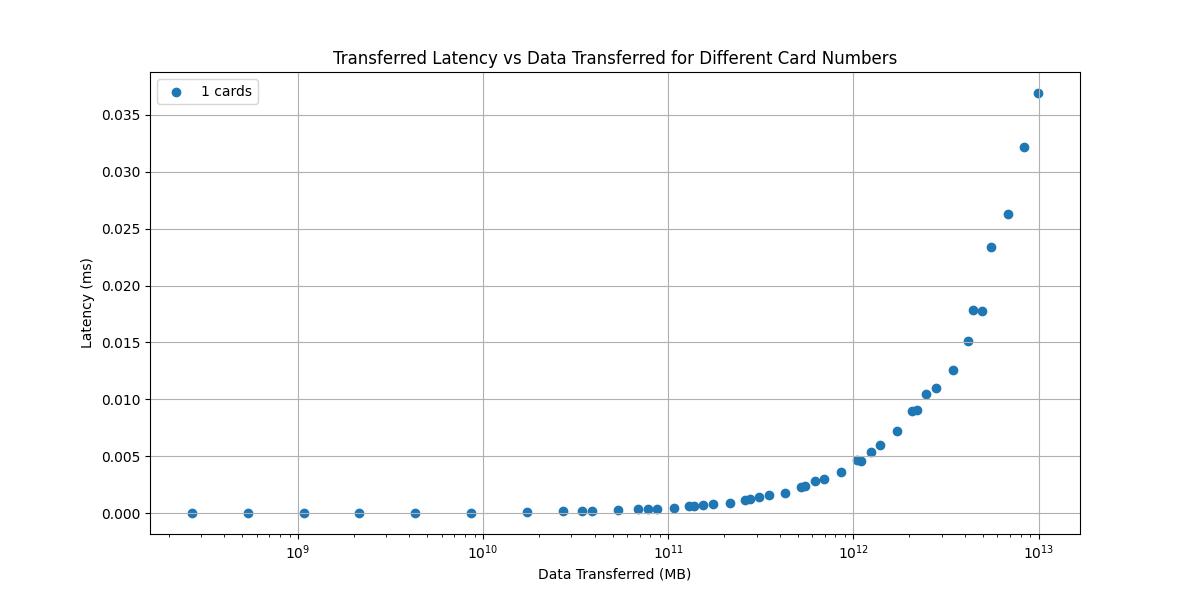 Transferred Latency vs Data Transferred for Different Card Numbers
1 cards
0.035
0.030
0.025
0.020
0.015
0.010
0.005
0.000
Latency (ms)
10⁹ 10¹⁰ 10¹¹ 10¹² 10¹³
Data Transferred (MB)